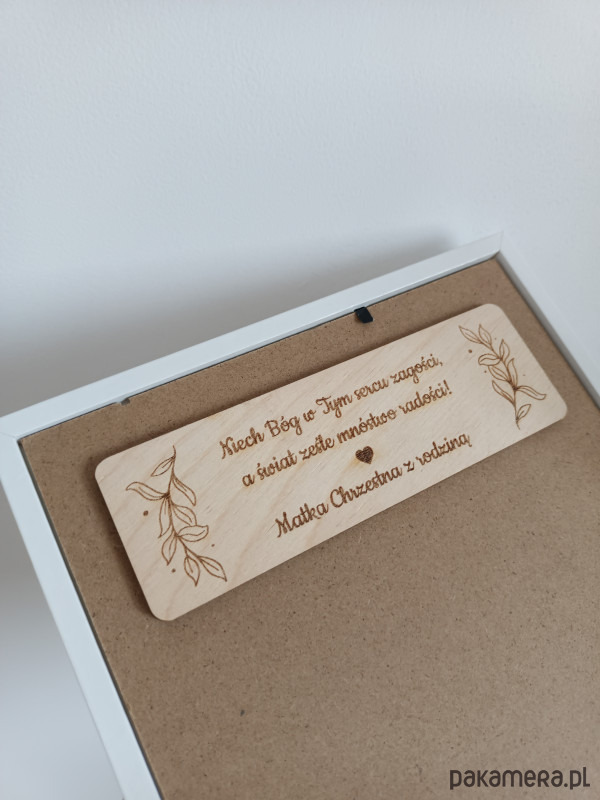 Niech Bóg w Tym sercu zagości,
a świat ześle mnóstwo radości!
Matka Chrzestna z rodziną
pakamera.pl